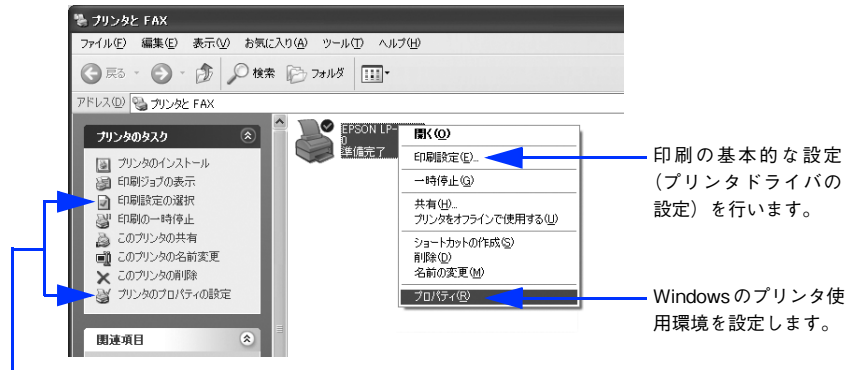 プリンタと FAX
ファイル(F) 編集(E) 表示(V) お気に入り(A) ツール(T) ヘルプ(H)
戻る 検索 フォルダ
アドレス(D) プリンタと FAX
プリンタのタスク
プリンタのインストール
印刷ジョブの表示
印刷設定の選択
印刷の一時停止
このプリンタの共有
このプリンタの名前変更
このプリンタの削除
プリンタのプロパティの設定
関連項目
EPSON LP-
0
準備完了
開く(O)
印刷設定(E)...
一時停止(G)
共有(H)...
プリンタをオフラインで使用する(U)
ショートカットの作成(S)
削除(D)
名前の変更(M)
プロパティ(R)
印刷の基本的な設定
(プリンタドライバの
設定)を行います。
Windowsのプリンタ使
用環境を設定します。